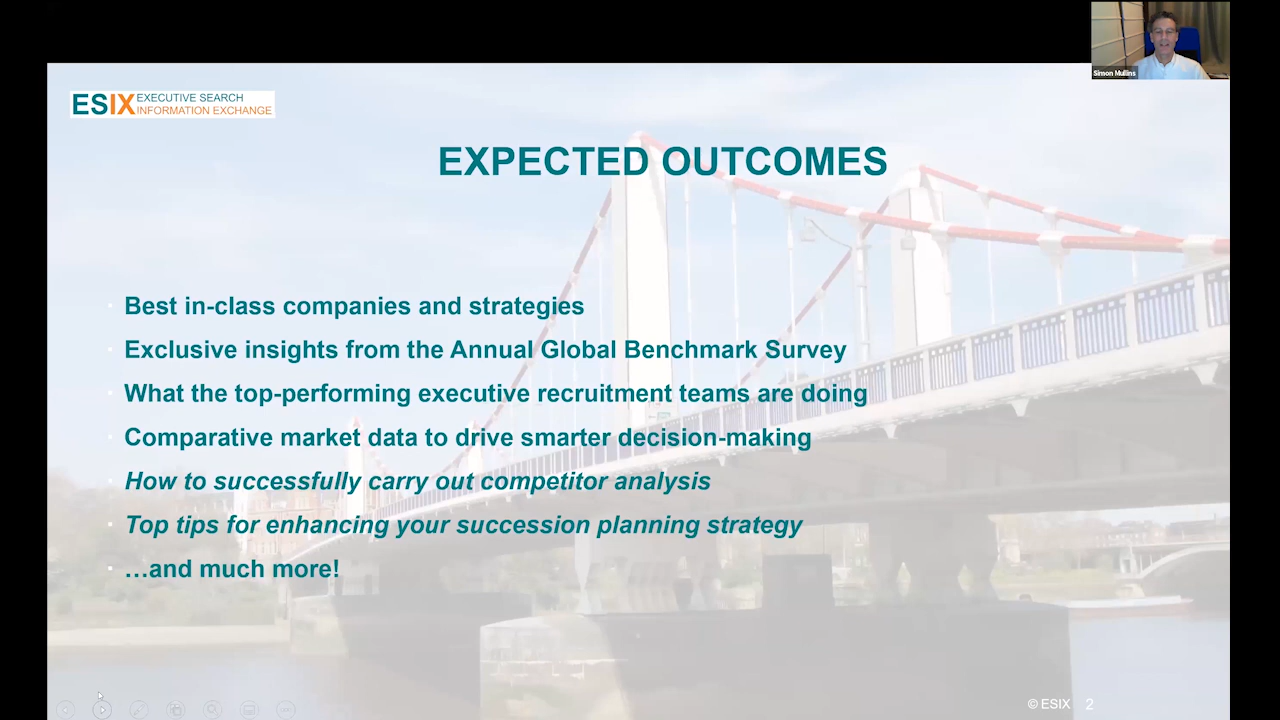 Simon Mullins
ESIX EXECUTIVE SEARCH
INFORMATION EXCHANGE
EXPECTED OUTCOMES
Best in-class companies and strategies
Exclusive insights from the Annual Global Benchmark Survey
What the top-performing executive recruitment teams are doing
Comparative market data to drive smarter decision-making
How to successfully carry out competitor analysis
Top tips for enhancing your succession planning strategy
…and much more!
© ESIX 2